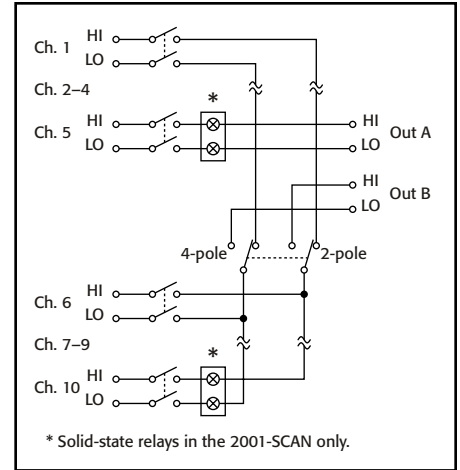 Ch. 1 HI
LO
Ch. 2–4
*
Ch. 5 HI HI
LO LO Out A
HI
LO Out B
4-pole 2-pole
Ch. 6 HI
LO
Ch. 7–9
*
Ch. 10 HI
LO
* Solid-state relays in the 2001-SCAN only.